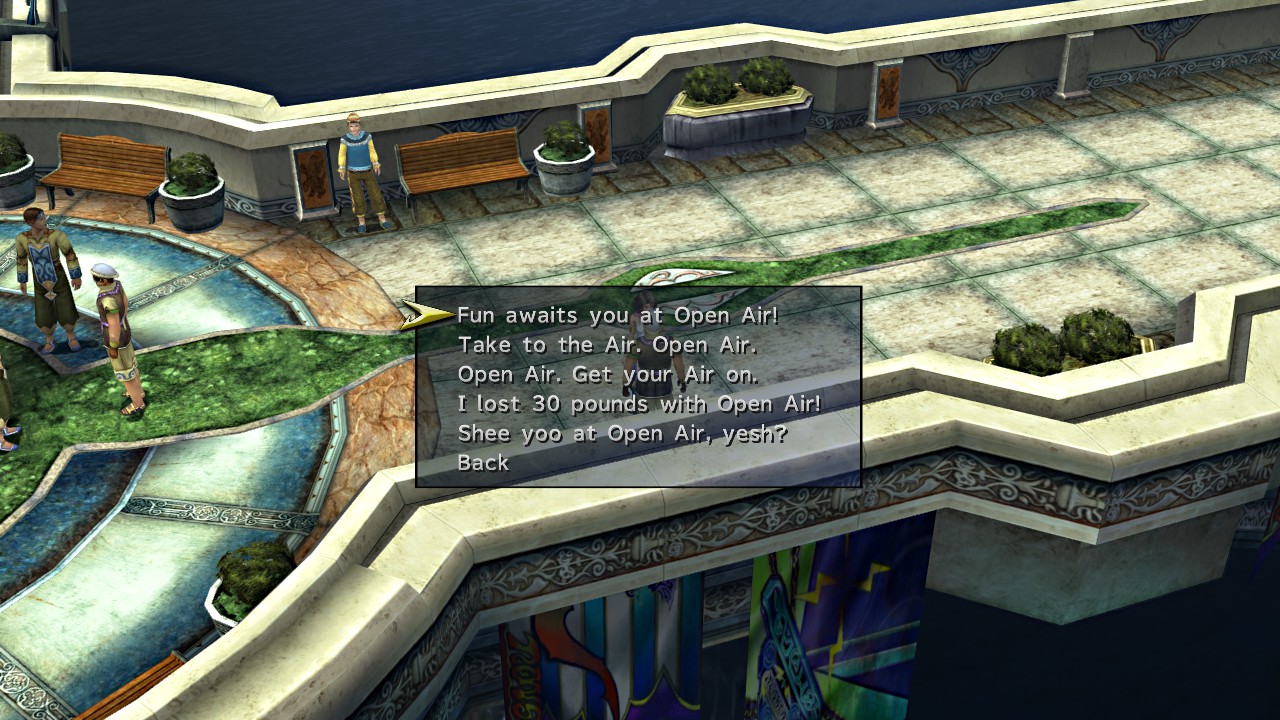 Fun awaits you at Open Air!
Take to the Air. Open Air.
Open Air. Get your Air on.
I lost 30 pounds with Open Air!
Shee yoo at Open Air, yesh?
Back